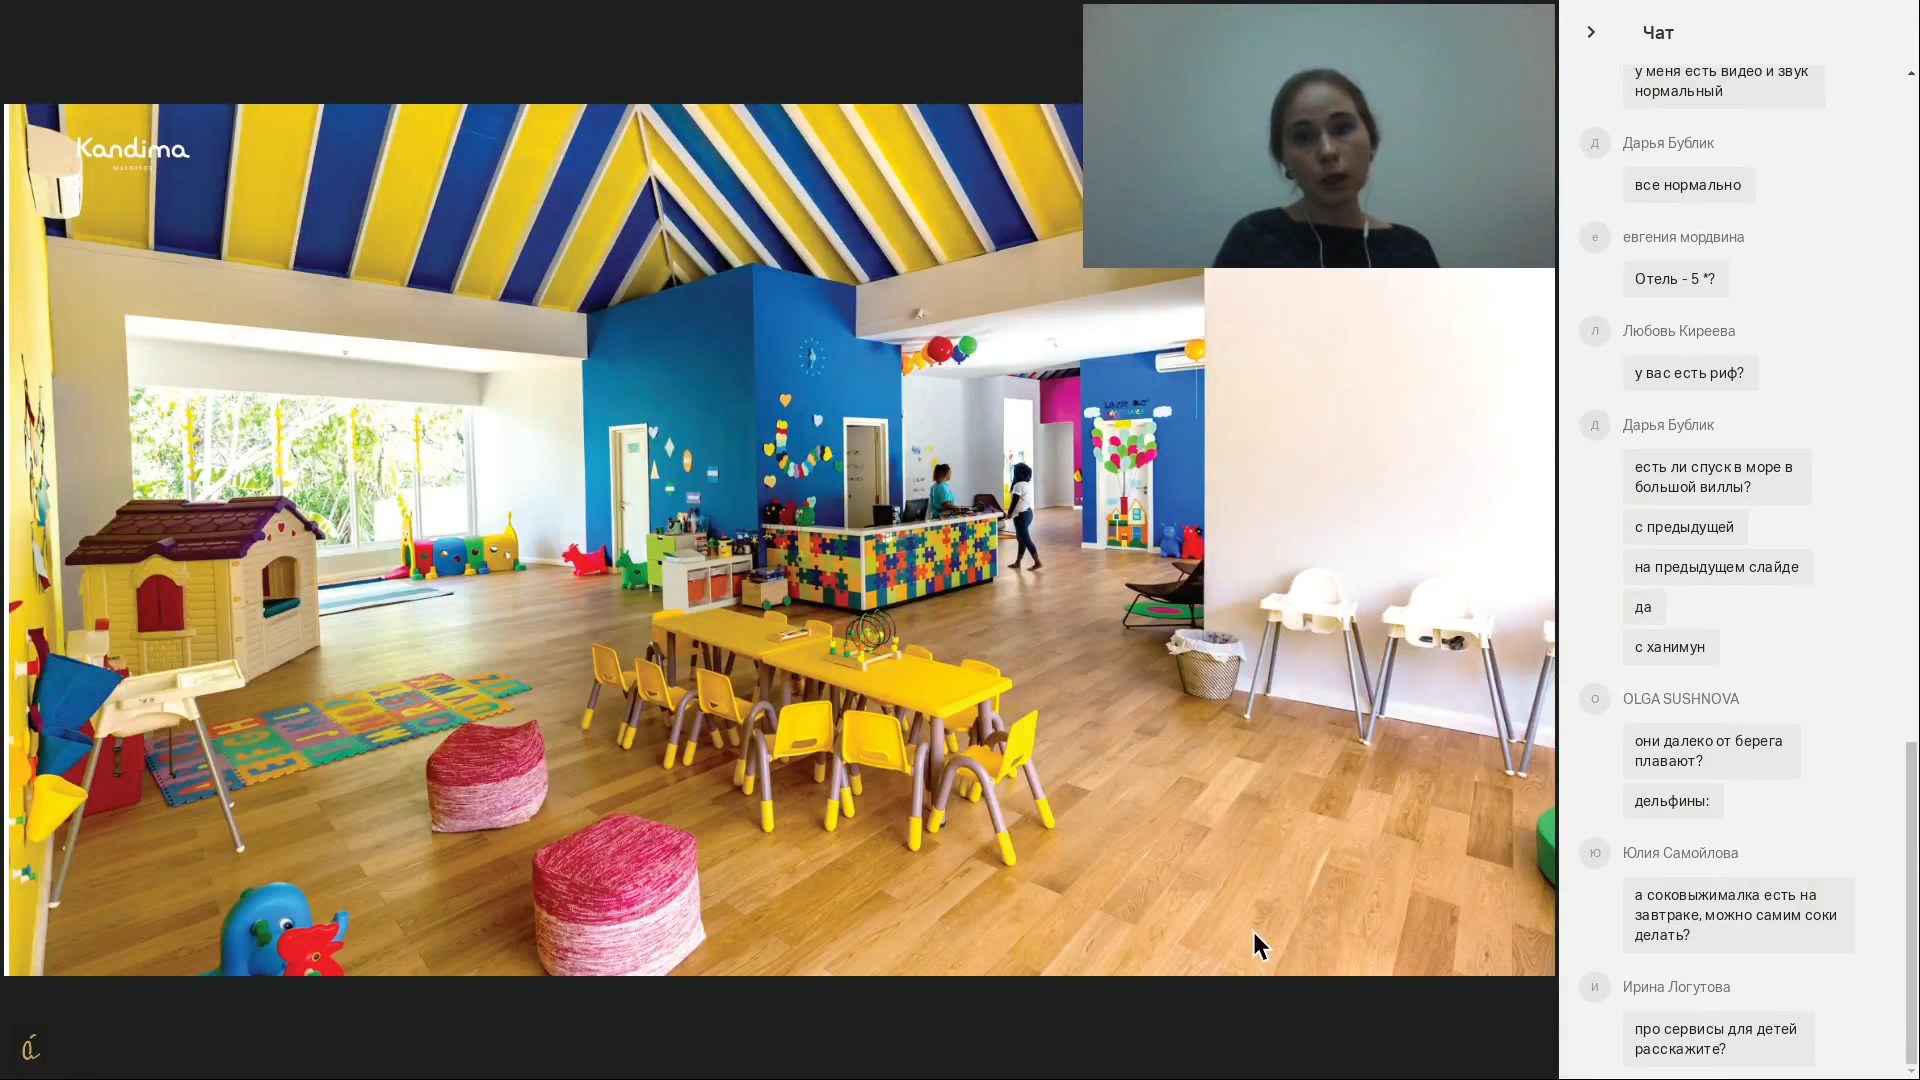 Kandima
MALDIVES
Чат
у меня есть видео и звук
нормальный
Д
Дарья Бублик
все нормально
е
евгения мордвина
Отель - 5 *?
Л
Любовь Киреева
у вас есть риф?
Д
Дарья Бублик
есть ли спуск в море в
большой виллы?
с предыдущей
на предыдущем слайде
да
с ханимун
O
OLGA SUSHNOVA
они далеко от берега
плавают?
дельфины:
Ю
Юлия Самойлова
а соковыжималка есть на
завтраке, можно самим соки
делать?
И
Ирина Логутова
про сервисы для детей
расскажите?
á